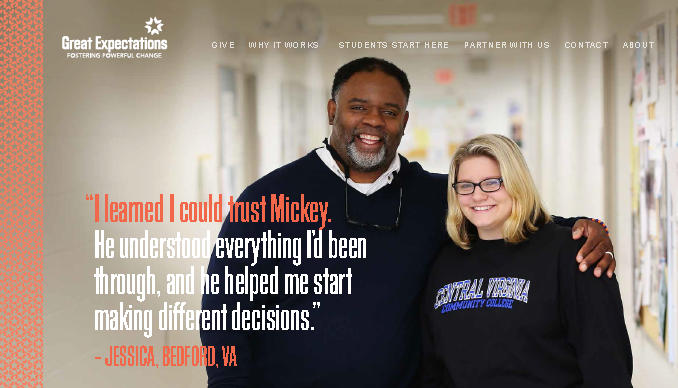 EXIT
Great Expectations
FOSTERING POWERFUL CHANGE
GIVE WHY IT WORKS STUDENTS START HERE PARTNER WITH US CONTACT ABOUT
“I learned I could trust Mickey.
He understood everything I’d been
through, and he helped me start
making different decisions.”
– JESSICA, BEDFORD, VA
CENTRAL VIRGINIA
COMMUNITY COLLEGE